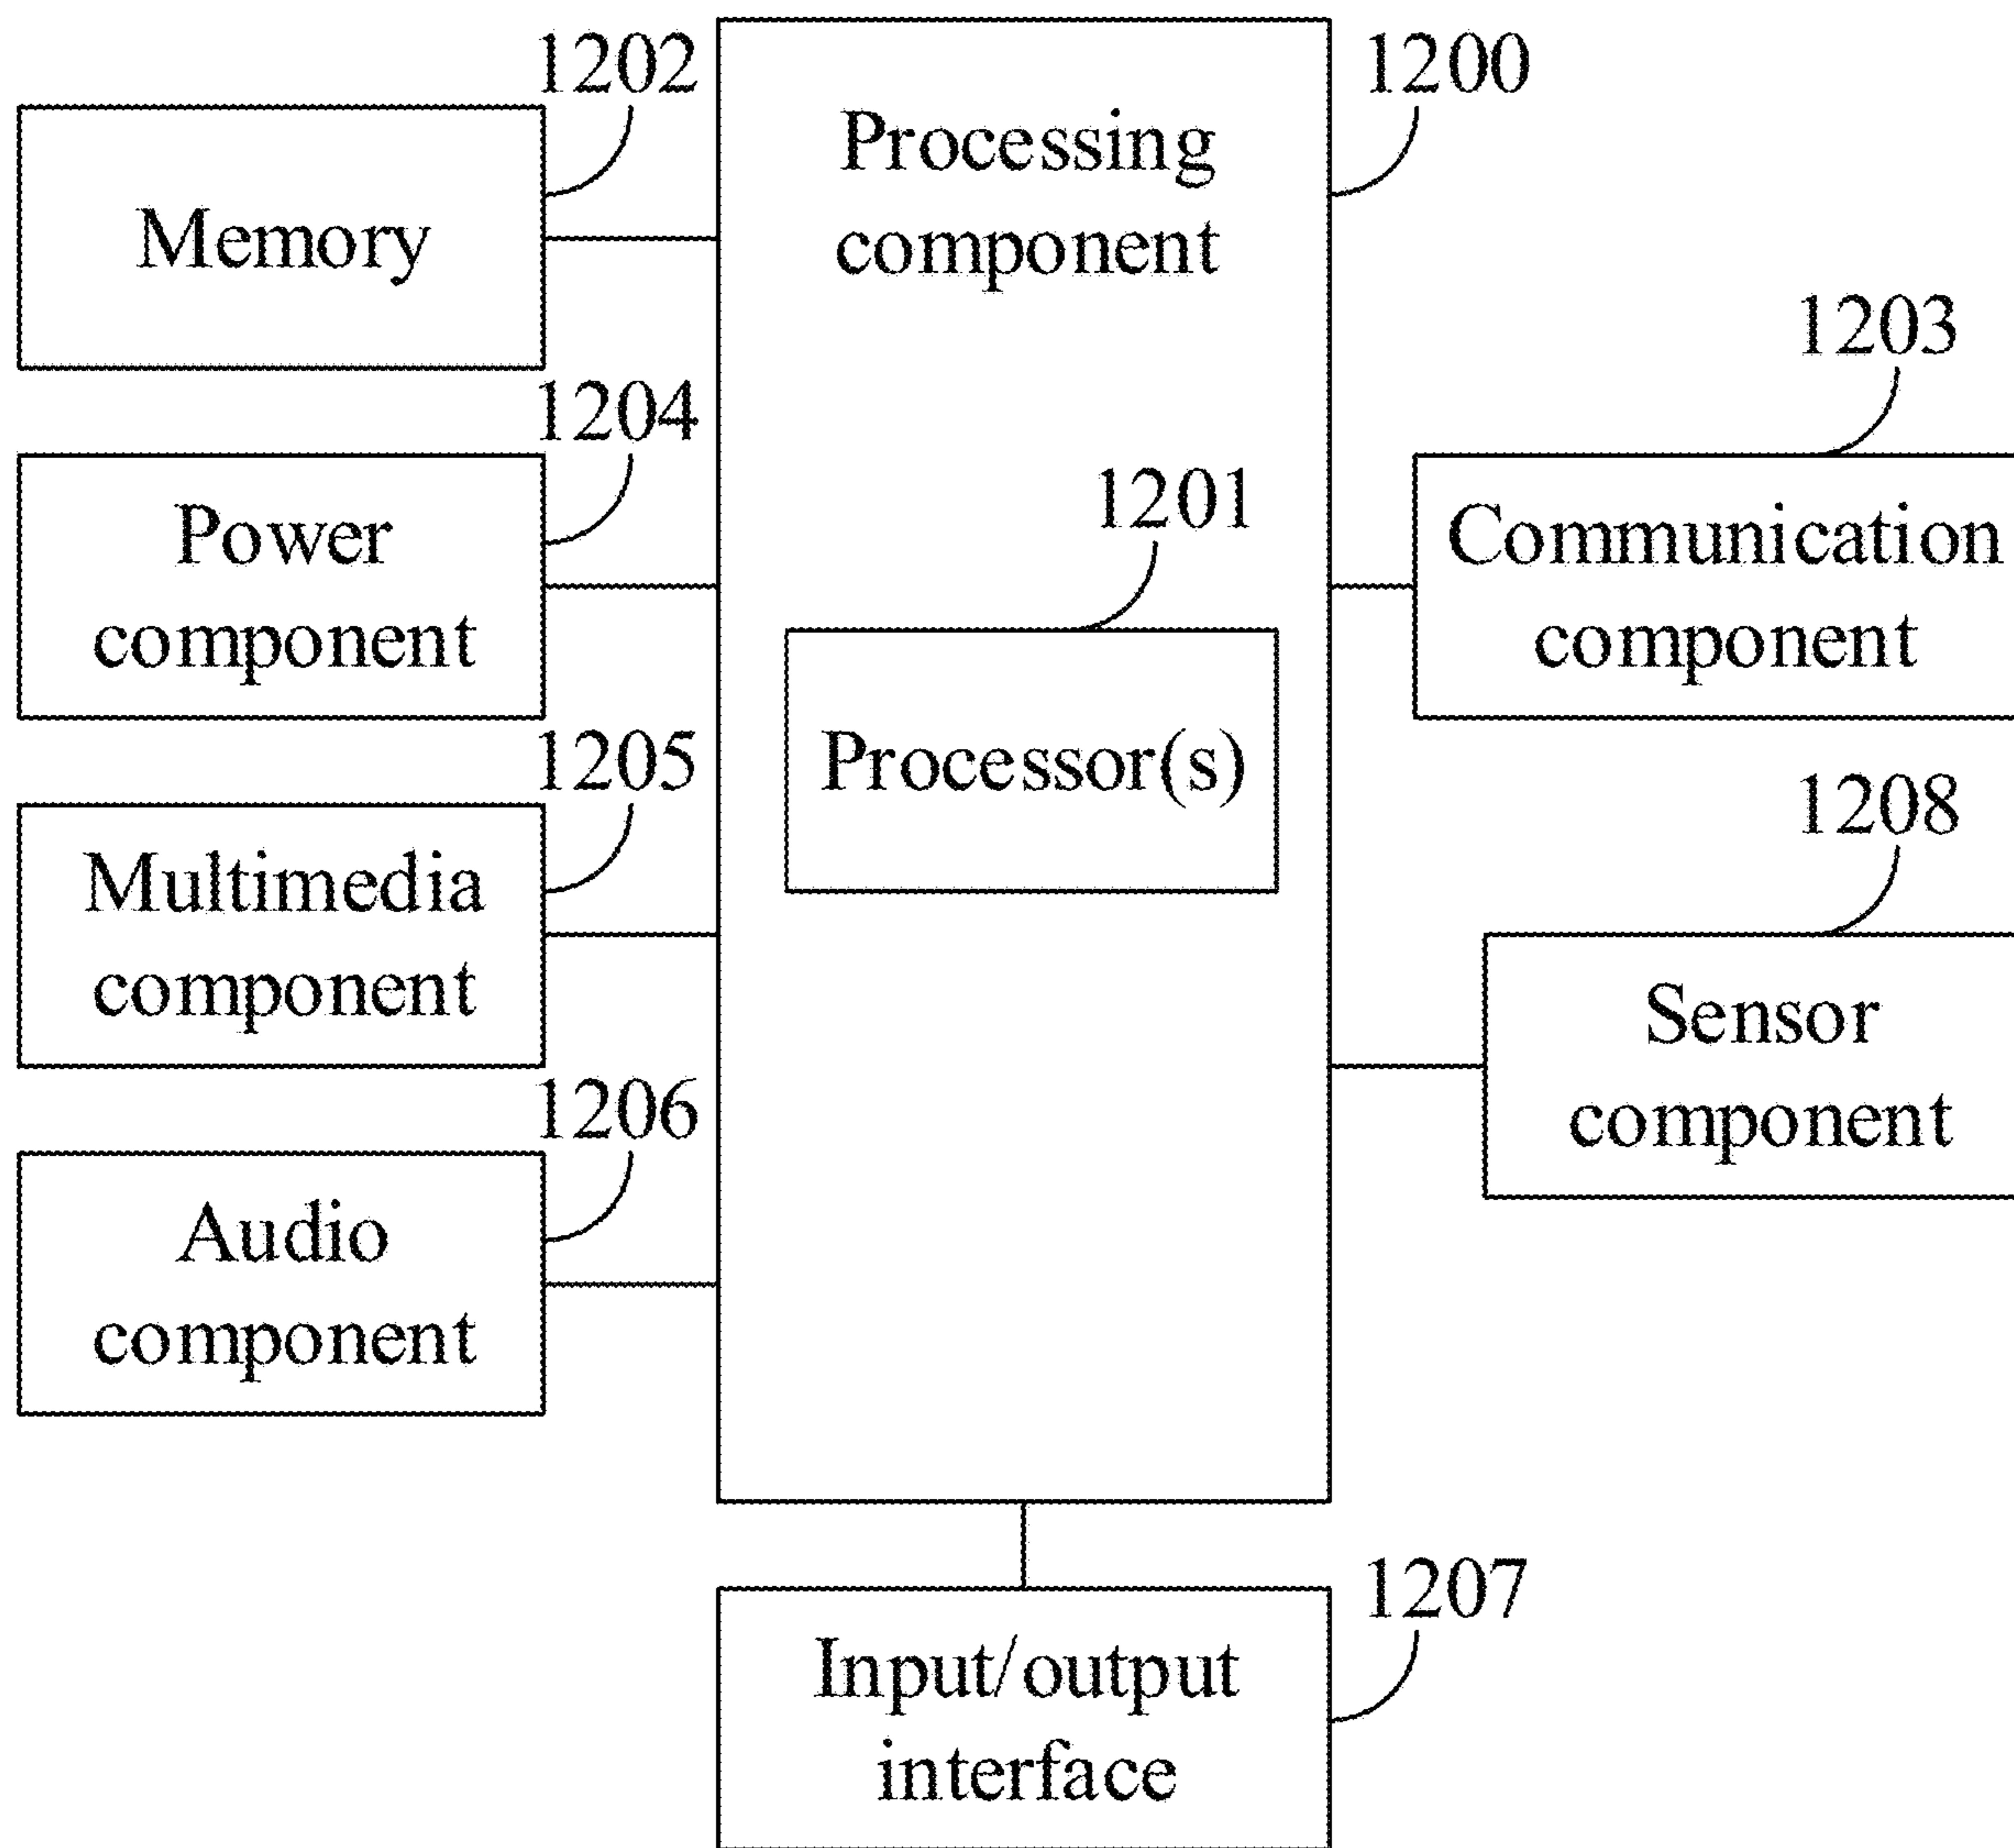 1202
Memory
1200
Processing
component
1204
Power
component
1201
Processor(s)
1203
Communication
component
1205
Multimedia
component
1208
Sensor
component
1206
Audio
component
1207
Input/output
interface